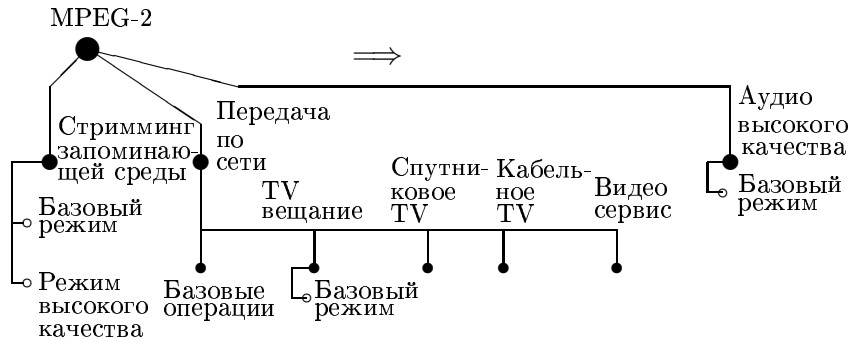 MPEG-2
⟹
Стримминг
запоминаю-
щей среды
Базовый
режим
Режим
высокого
качества
Передача
по
сети
Базовые
операции
TV
вещание
Базовый
режим
Спутни-
ковое
TV
Кабель-
ное
TV
Видео
сервис
Аудио
высокого
качества
Базовый
режим